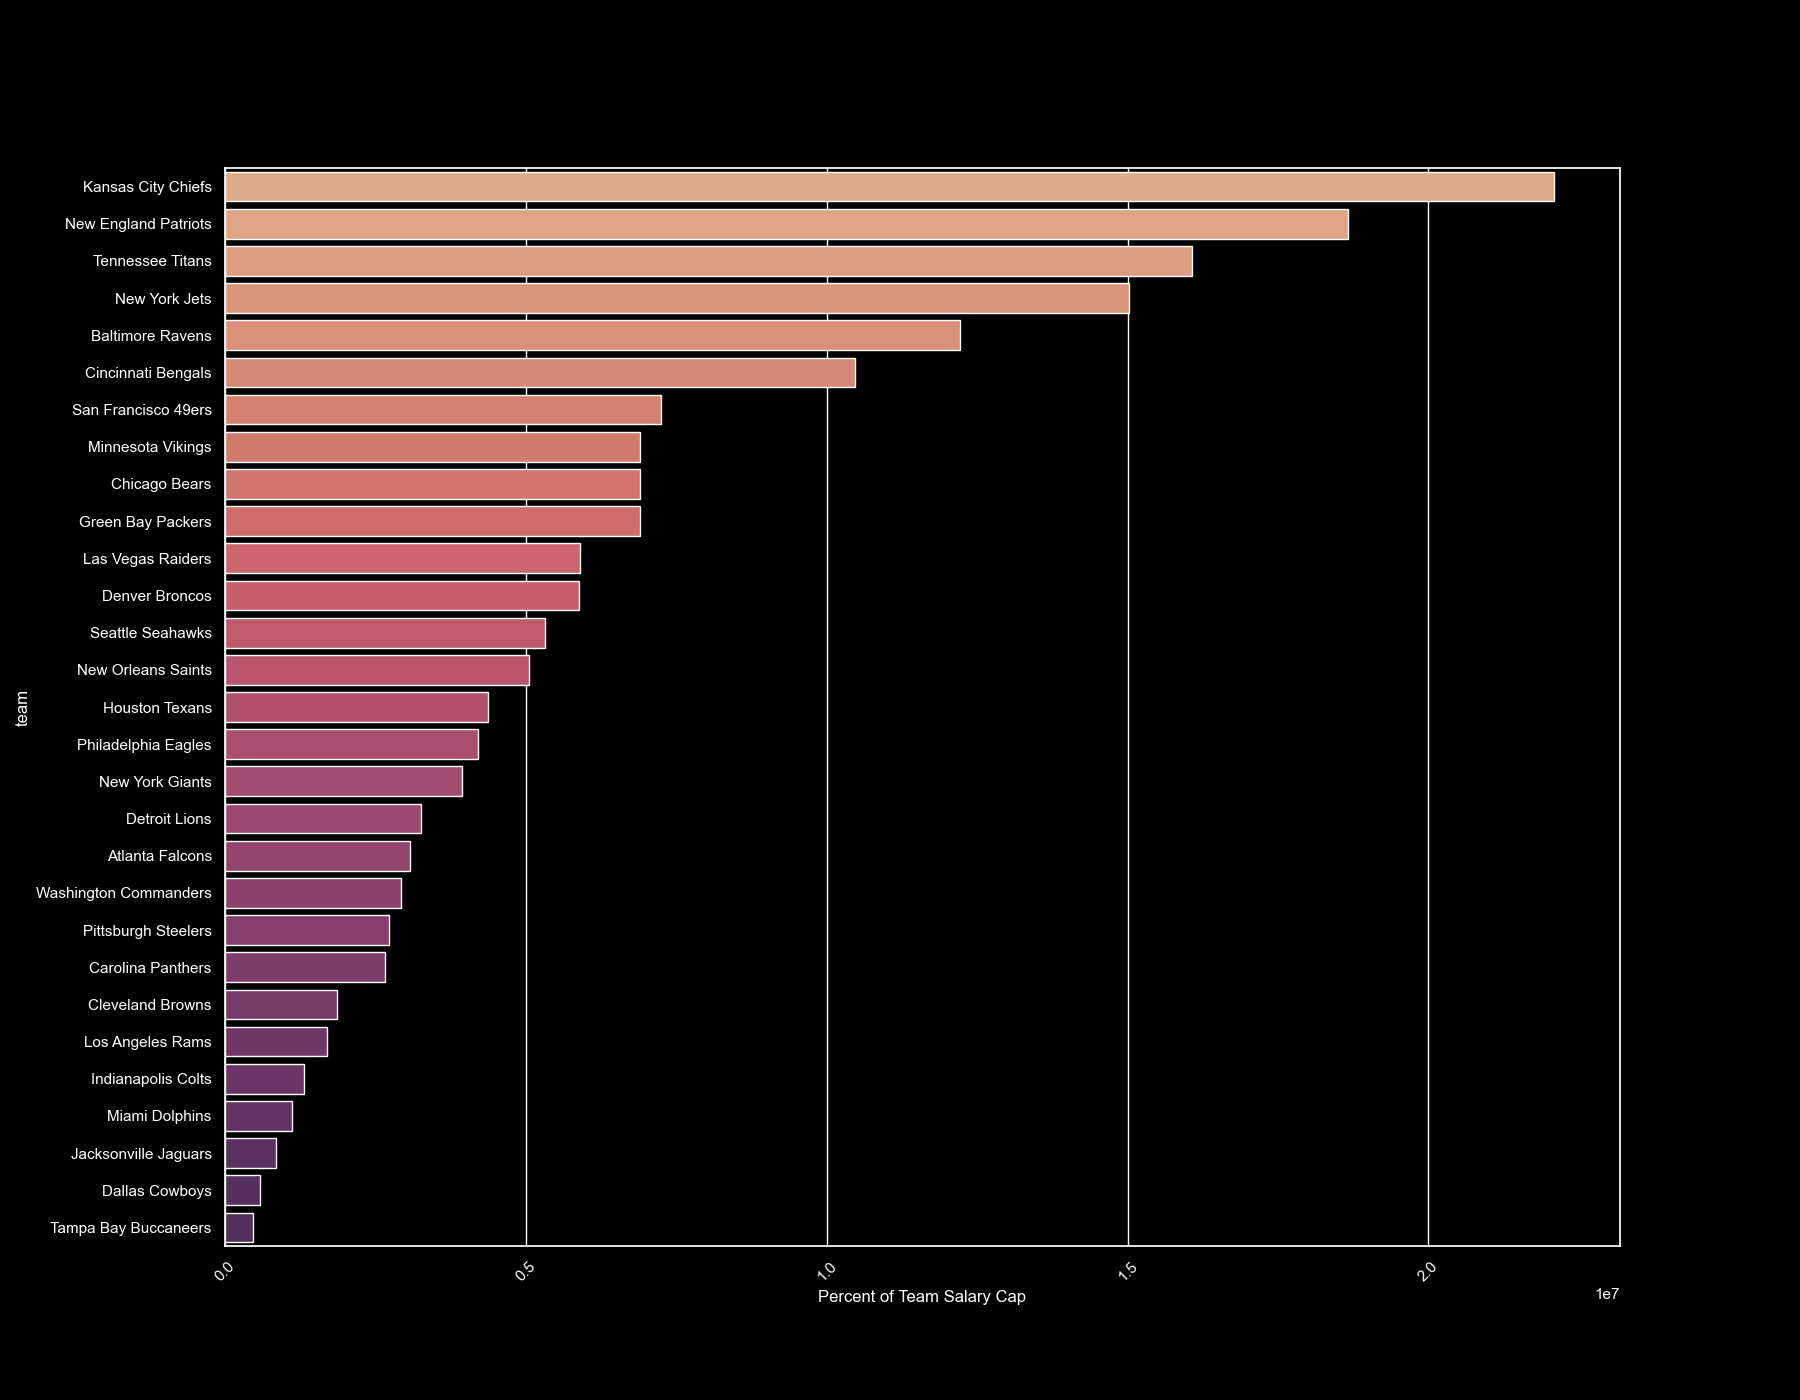 Kansas City Chiefs
New England Patriots
Tennessee Titans
New York Jets
Baltimore Ravens
Cincinnati Bengals
San Francisco 49ers
Minnesota Vikings
Chicago Bears
Green Bay Packers
Las Vegas Raiders
Denver Broncos
Seattle Seahawks
New Orleans Saints
Houston Texans
Philadelphia Eagles
New York Giants
Detroit Lions
Atlanta Falcons
Washington Commanders
Pittsburgh Steelers
Carolina Panthers
Cleveland Browns
Los Angeles Rams
Indianapolis Colts
Miami Dolphins
Jacksonville Jaguars
Dallas Cowboys
Tampa Bay Buccaneers
team
0.0 0.5 1.0 1.5 2.0
1e7
Percent of Team Salary Cap